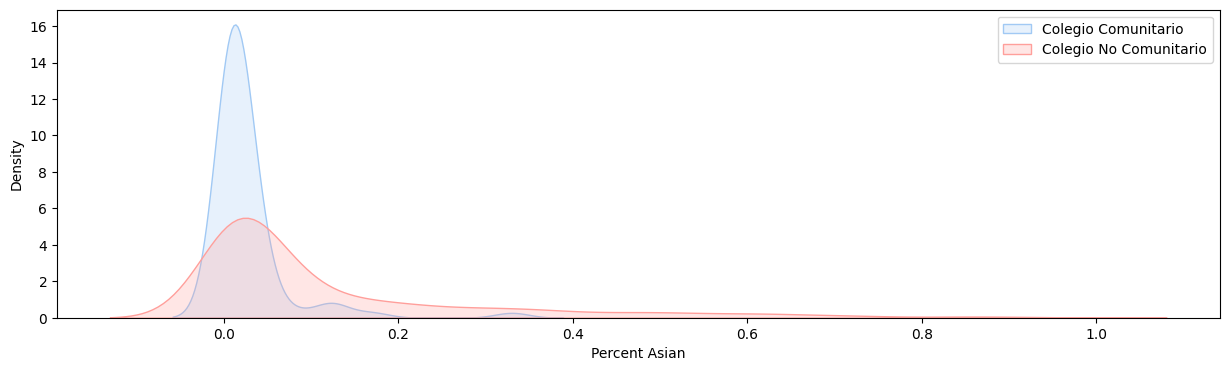 Colegio Comunitario
Colegio No Comunitario
Density
16
14
12
10
8
6
4
2
0
0.0 0.2 0.4 0.6 0.8 1.0
Percent Asian